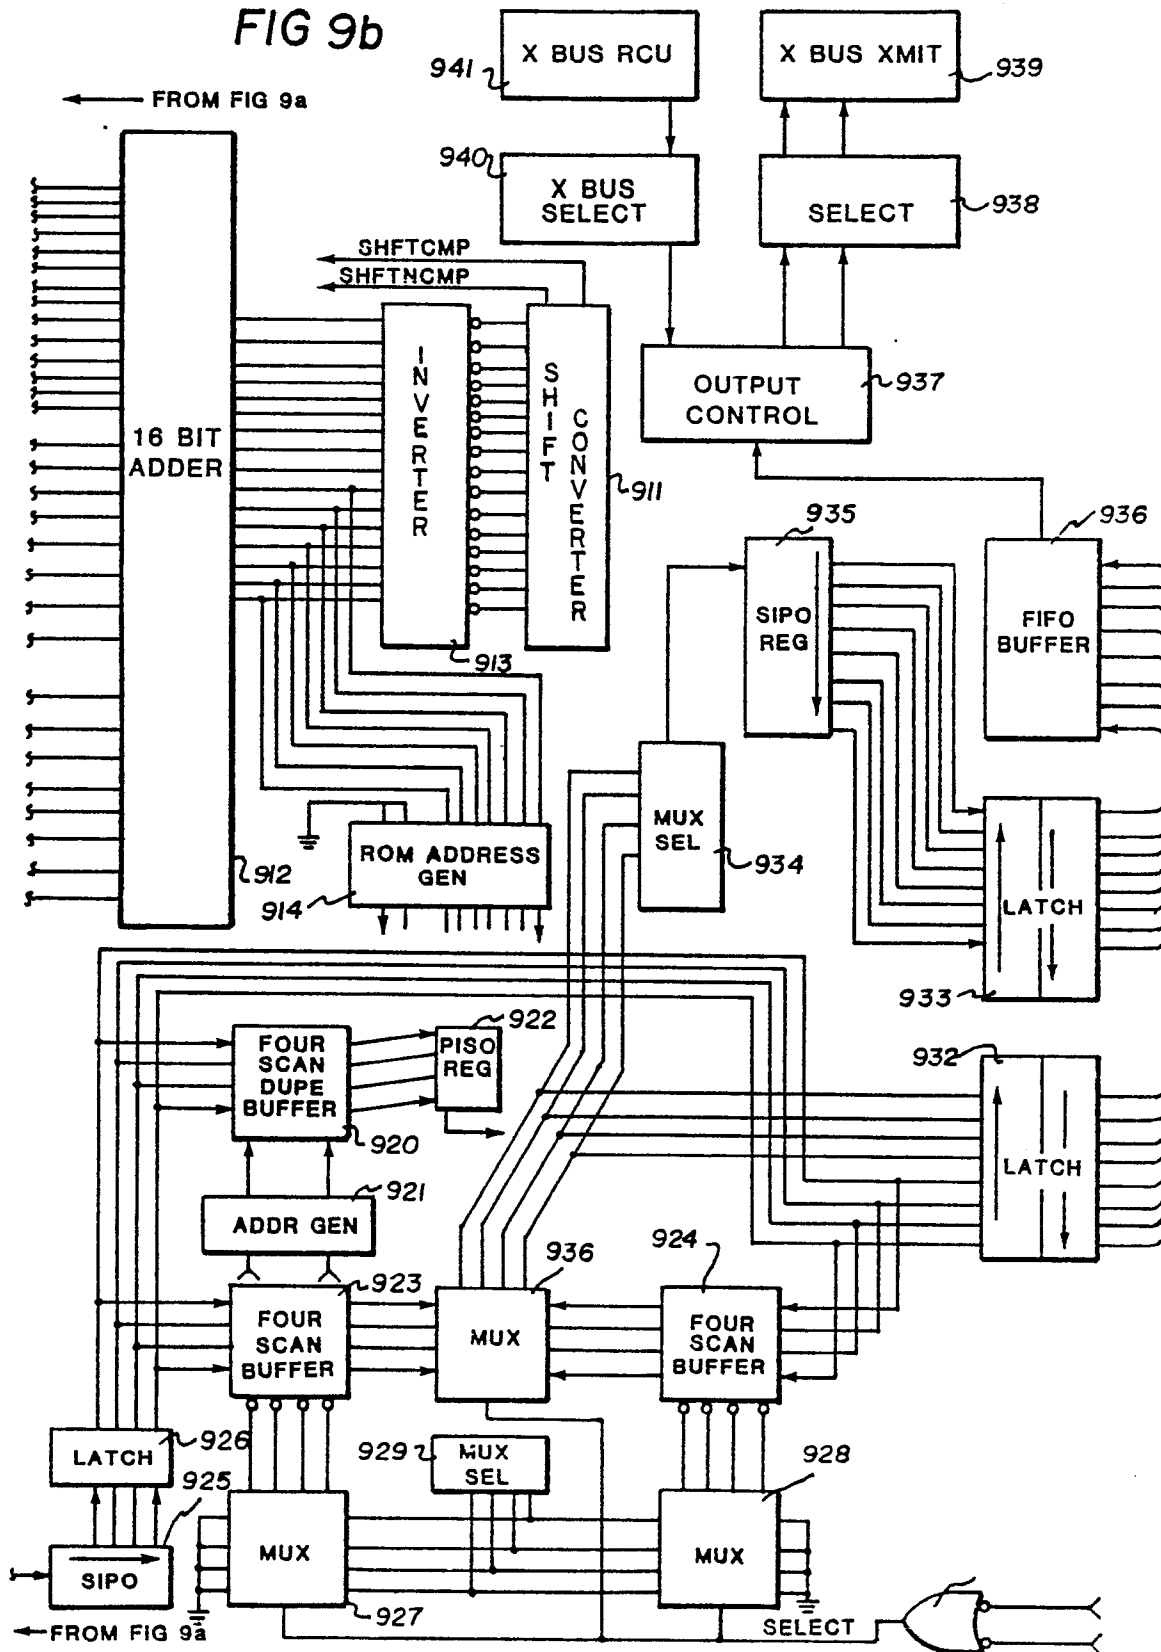 FIG 9b
FROM FIG 9a
X BUS RCU
941
X BUS XMIT
939
940
X BUS
SELECT
SELECT
938
SHFTCMP
SHFTNCMP
16 BIT
ADDER
912
INVERTER
913
SHIFT
CONVERTER
911
OUTPUT
CONTROL
937
935
SIPO
REG
936
FIFO
BUFFER
MUX
SEL
934
ROM ADDRESS
GEN
914
LATCH
933
FOUR
SCAN
DUPE
BUFFER
920
922
PISO
REG
932
LATCH
921
ADDR GEN
923
FOUR
SCAN
BUFFER
936
MUX
924
FOUR
SCAN
BUFFER
LATCH
926
925
SIPO
929
MUX
SEL
928
MUX
927
MUX
SELECT
FROM FIG 9a